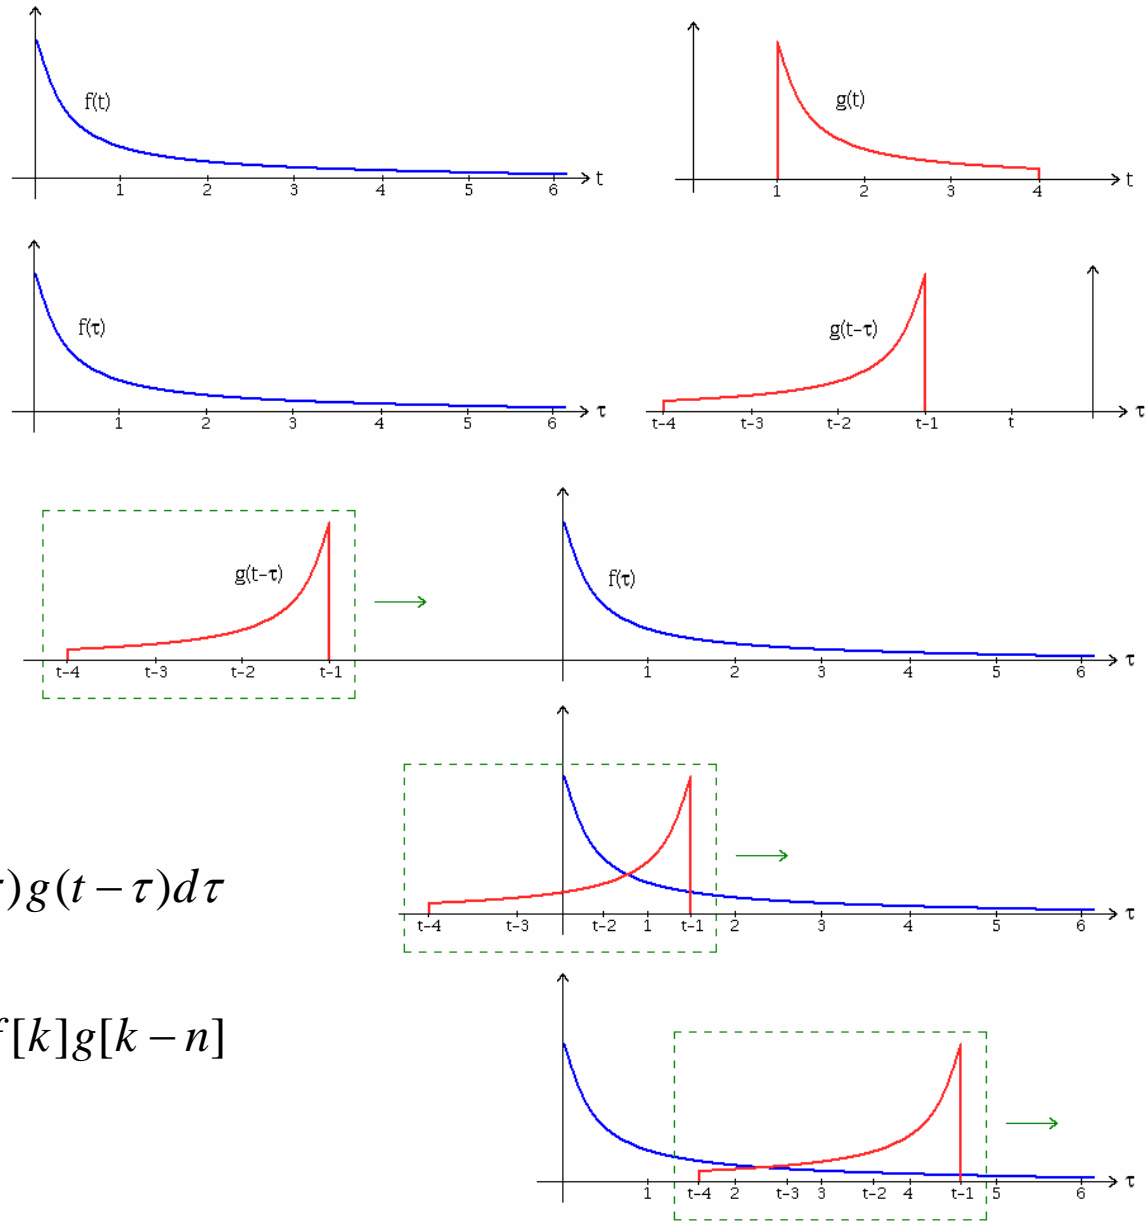 f(t)
1 2 3 4 5 6 t
g(t)
1 2 3 4 t
f(τ)
1 2 3 4 5 6 τ
g(t-τ)
t-4 t-3 t-2 t-1 t τ
g(t-τ)
f(τ)
t-4 t-3 t-2 t-1 1 2 3 4 5 6 τ
)g(t − τ)dτ
t-4 t-3 t-2 1 t-1 2 3 4 5 6 τ
[k]g[k − n]
1 t-4 2 t-3 3 t-2 4 t-1 5 6 τ